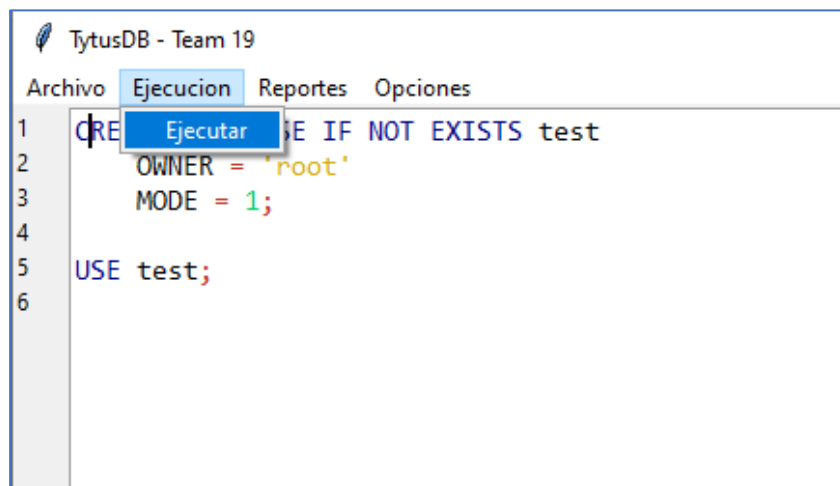 TytusDB - Team 19
Archivo Ejecucion Reportes Opciones
Ejecutar
1 CRE SE IF NOT EXISTS test
2 OWNER = 'root'
3 MODE = 1;
4
5 USE test;
6